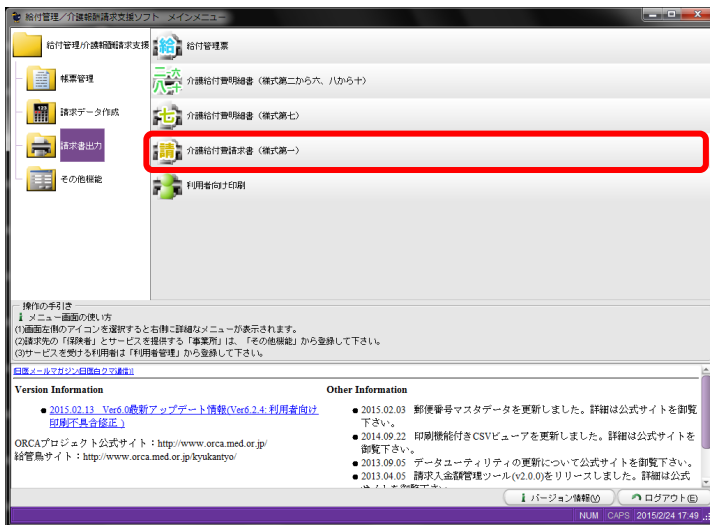 給付管理／介護報酬請求支援ソフト　メインメニュー
給付管理/介護報酬請求支援
帳票管理
請求データ作成
請求書出力
その他機能
給付管理票
介護給付費明細書（様式第二から六、八から十）
介護給付費明細書（様式第七）
介護給付費請求書（様式第一）
利用者向け印刷
操作の手引き
メニュー画面の使い方
(1)画面左側のアイコンを選択すると右側に詳細なメニューが表示されます。
(2)請求先の「保険者」とサービスを提供する「事業所」は、「その他機能」から登録して下さい。
(3)サービスを受ける利用者は「利用者管理」から登録して下さい。
[日医メールマガジン日医白クマ通信!]
Version Information
● 2015.02.13　Ver6.0最新アップデート情報(Ver6.2.4: 利用者向け
印刷不具合修正 )
ORCAプロジェクト公式サイト：http://www.orca.med.or.jp/
給管鳥サイト：http://www.orca.med.or.jp/kyukantyo/
Other Information
● 2015.02.03　郵便番号マスタデータを更新しました。詳細は公式サイトを御覧
下さい。
● 2014.09.22　印刷機能付きCSVビューアを更新しました。詳細は公式サイトを
御覧下さい。
● 2013.09.05　データユーティリティの更新について公式サイトを御覧下さい。
● 2013.04.05　請求入金額管理ツール(v2.0.0)をリリースしました。詳細は公式
バージョン情報(V)
ログアウト(E)
NUM
CAPS
2015/2/24 17:49